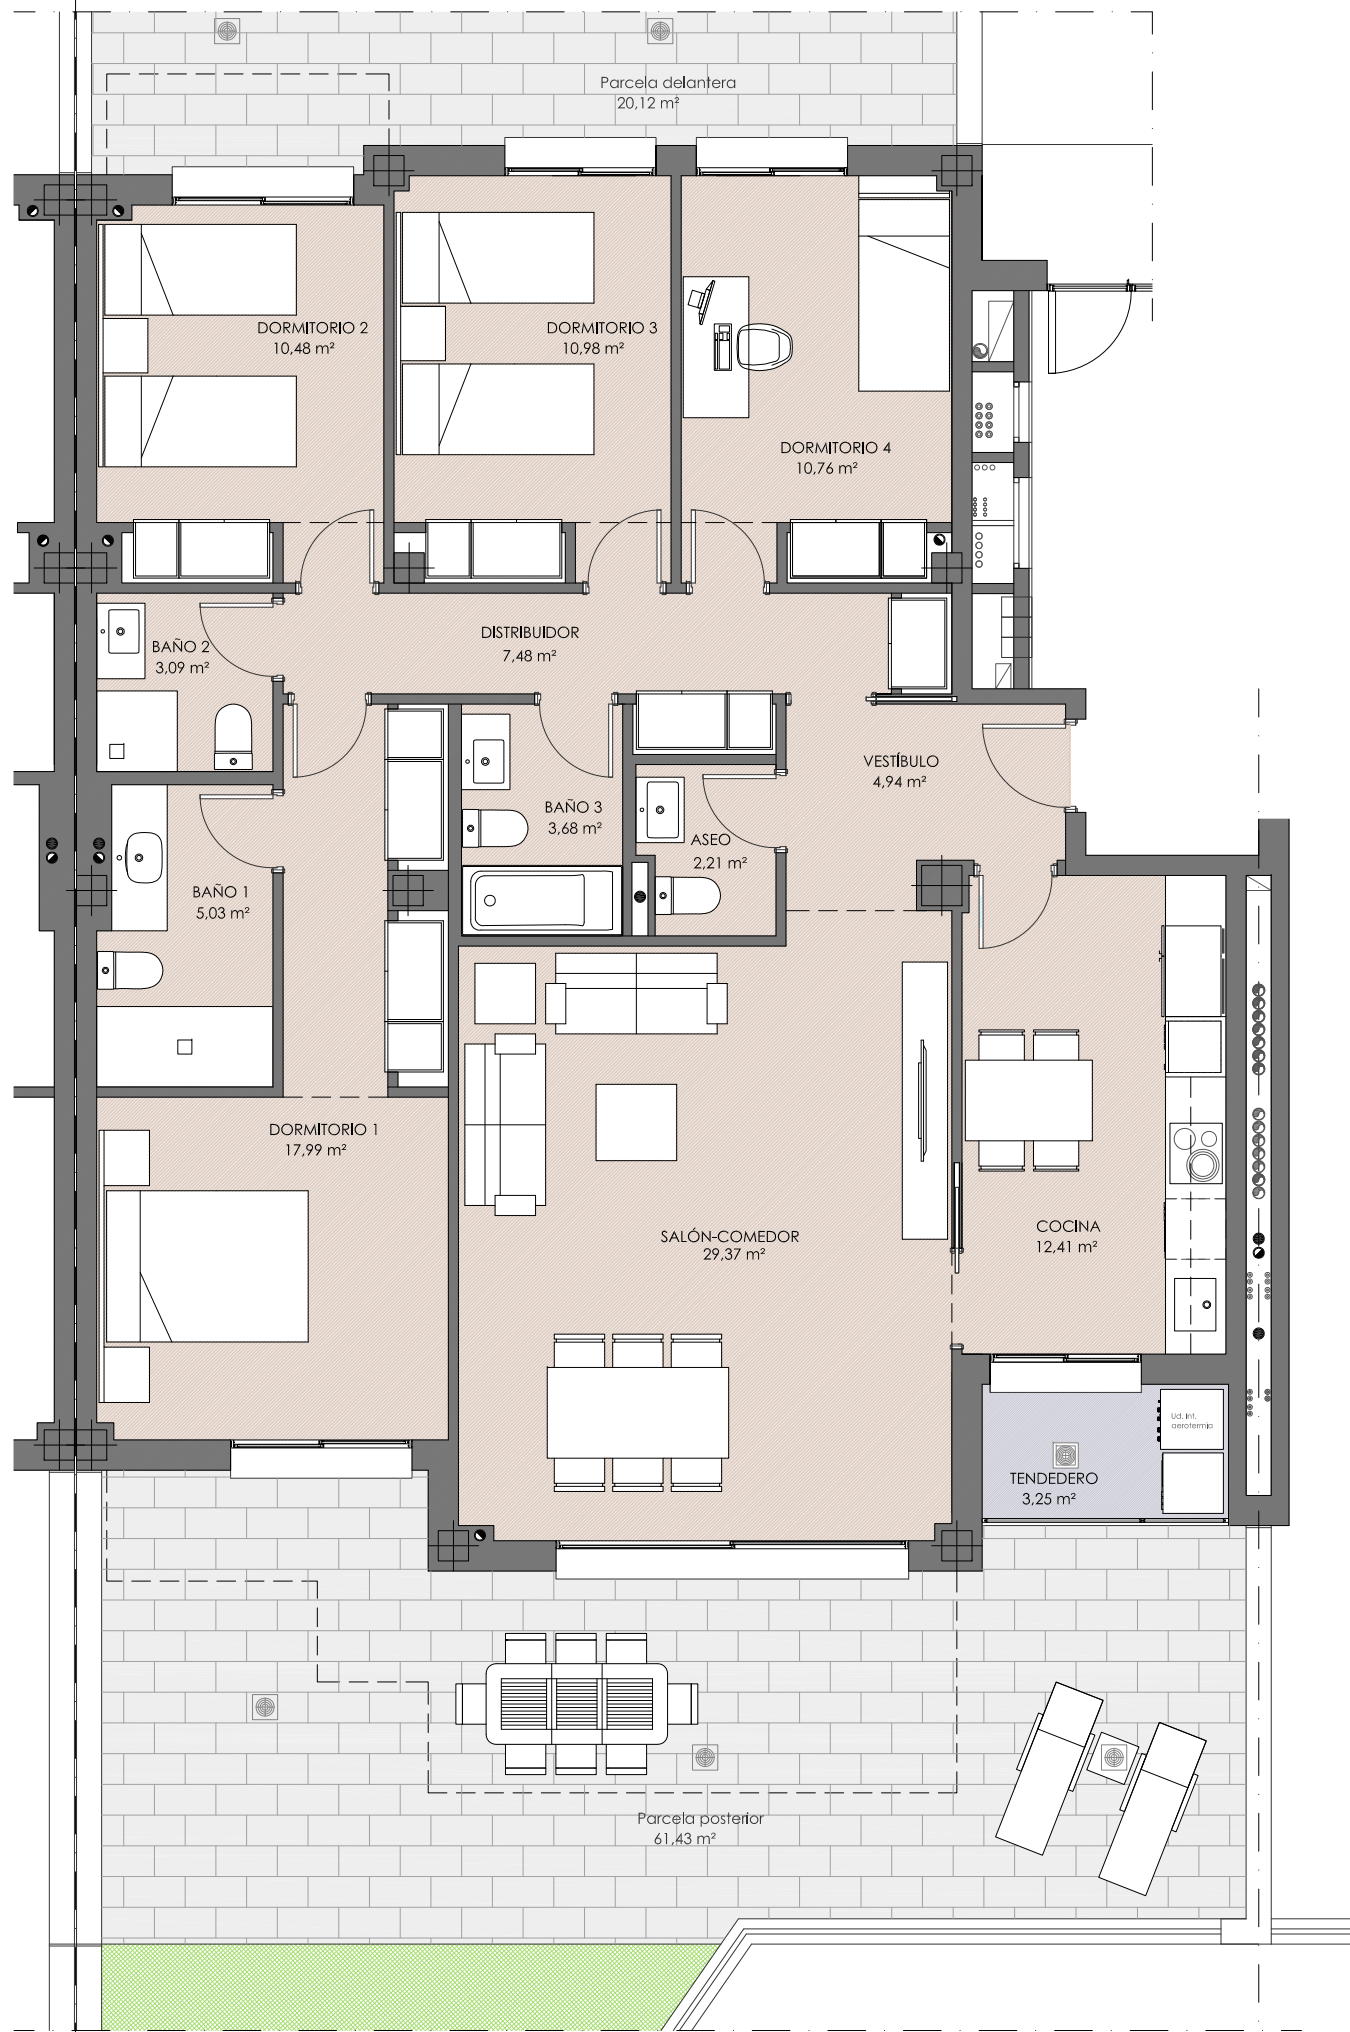 Parcela delantera
20,12 m²
DORMITORIO 2
10,48 m²
DORMITORIO 3
10,98 m²
DORMITORIO 4
10,76 m²
BAÑO 2
3,09 m²
DISTRIBUIDOR
7,48 m²
VESTÍBULO
4,94 m²
BAÑO 3
3,68 m²
ASEO
2,21 m²
BAÑO 1
5,03 m²
DORMITORIO 1
17,99 m²
SALÓN-COMEDOR
29,37 m²
COCINA
12,41 m²
Ud. Int.
aerotermia
TENDEDERO
3,25 m²
Parcela posterior
61,43 m²